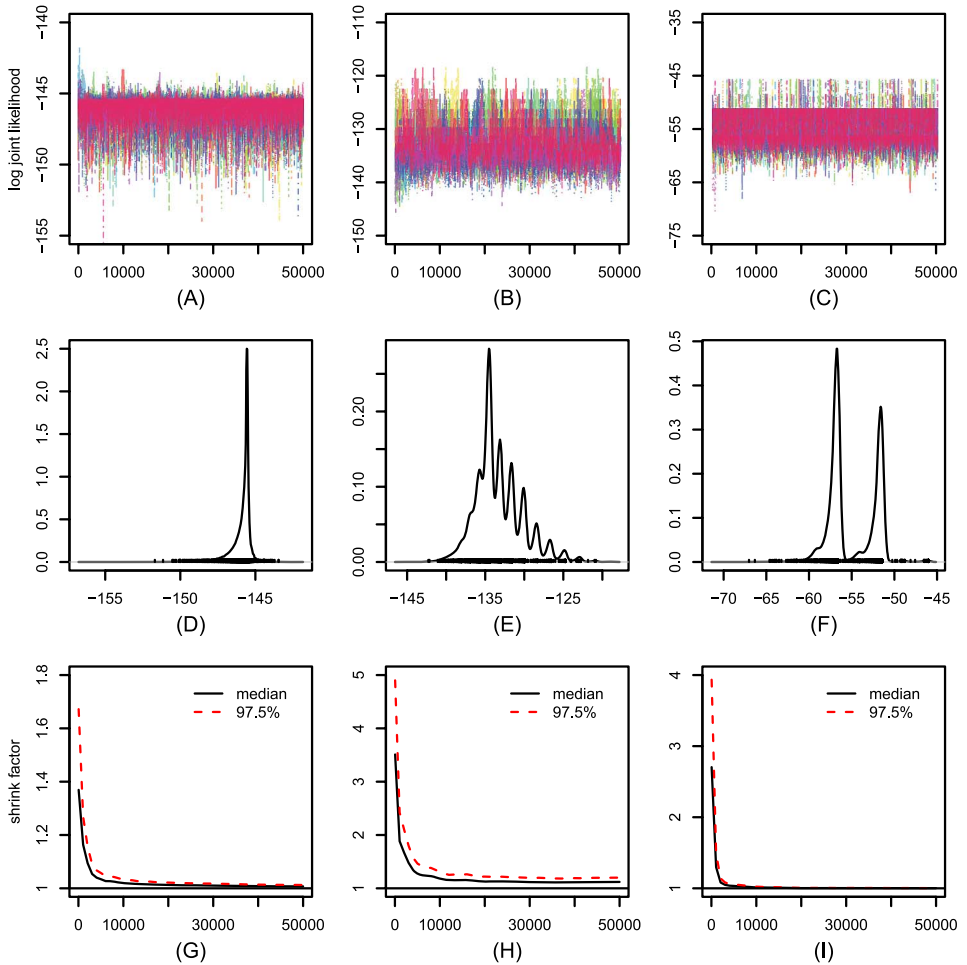 log joint likelihood
−140
−145
−150
−155
0 10000 30000 50000
(A)
−110
−120
−130
−140
−150
0 10000 30000 50000
(B)
−35
−45
−55
−65
−75
0 10000 30000 50000
(C)
2.5
2.0
1.5
1.0
0.5
0.0
−155 −150 −145
(D)
0.20
0.10
0.00
−145 −135 −125
(E)
0.5
0.4
0.3
0.2
0.1
0.0
−70 −65 −60 −55 −50 −45
(F)
shrink factor
1.8
1.6
1.4
1.2
1
median
97.5%
0 10000 30000 50000
(G)
5
4
3
2
1
median
97.5%
0 10000 30000 50000
(H)
4
3
2
1
median
97.5%
0 10000 30000 50000
(I)